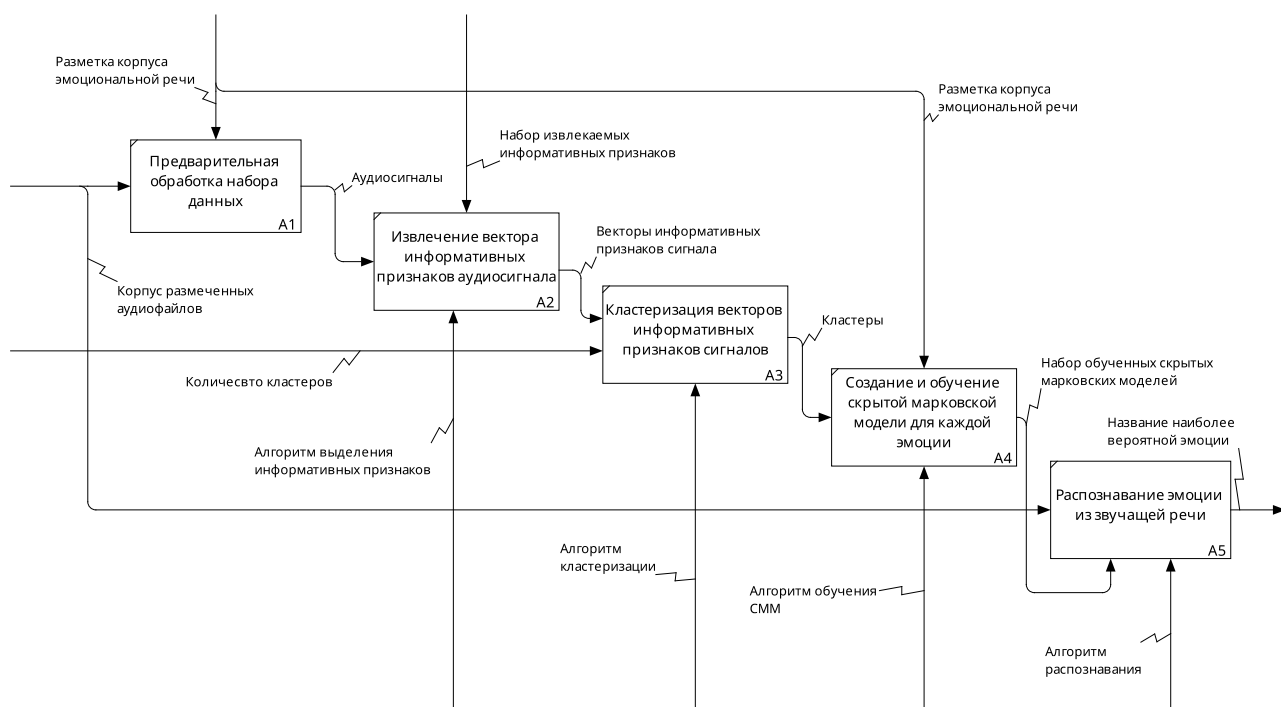 Разметка корпуса
эмоциональной речи
Разметка корпуса
эмоциональной речи
Набор извлекаемых
информативных признаков
Предварительная
обработка набора
данных
A1
Аудиосигналы
Извлечение вектора
информативных
признаков аудиосигнала
A2
Векторы информативных
признаков сигнала
Корпус размеченных
аудиофайлов
Кластеризация векторов
информативных
признаков сигналов
A3
Кластеры
Количесвто кластеров
Создание и обучение
скрытой марковской
модели для каждой
эмоции
A4
Набор обученных скрытых
марковских моделей
Название наиболее
вероятной эмоции
Алгоритм выделения
информативных признаков
Распознавание эмоции
из звучащей речи
A5
Алгоритм
кластеризации
Алгоритм обучения
СММ
Алгоритм
распознавания